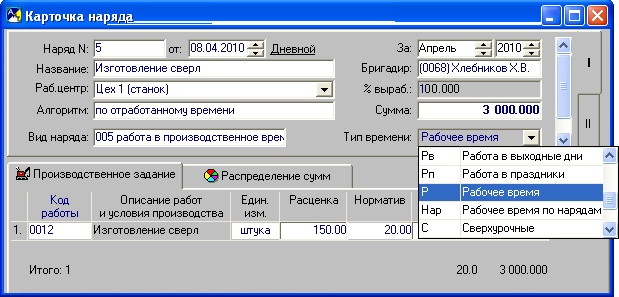 Карточка наряда
Наряд N: 5 от: 08.04.2010 Дневной За: Апрель 2010
Название: Изготовление сверл Бригадир: (0068) Хлебников Х.В.
Раб.центр: Цех 1 (станок) % выраб.: 100.000
Алгоритм: по отработанному времени Сумма: 3 000.000
Вид наряда: 005 работа в производственное врем Тип времени: Рабочее время
I
II
Рв Работа в выходные дни
Рп Работа в праздники
Р Рабочее время
Нар Рабочее время по нарядам
С Сверхурочные
Производственное задание Распределение сумм
Код работы Описание работ и условия производства Един. изм. Расценка Норматив
1. 0012 Изготовление сверл штука 150.00 20.00
Итого: 1 20.0 3 000.000